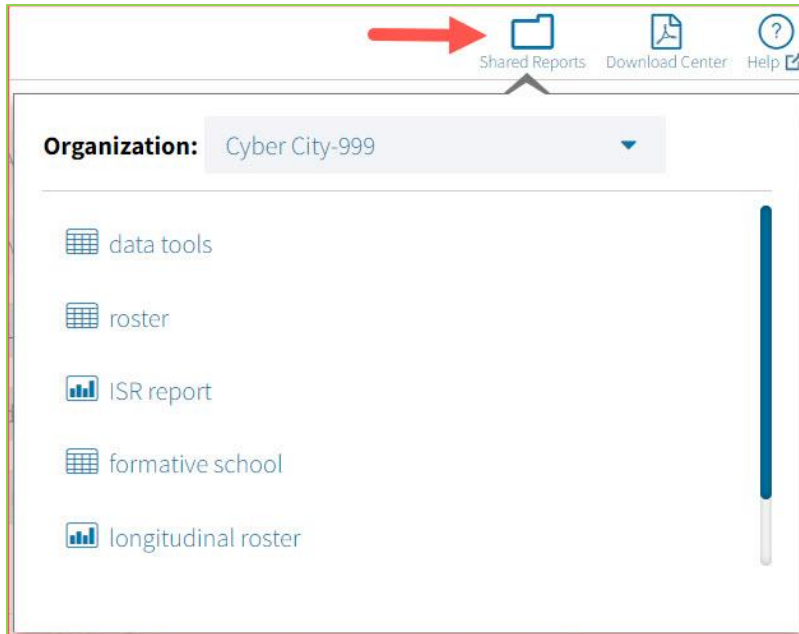 Shared Reports Download Center Help
Organization: Cyber City-999
data tools
roster
ISR report
formative school
longitudinal roster